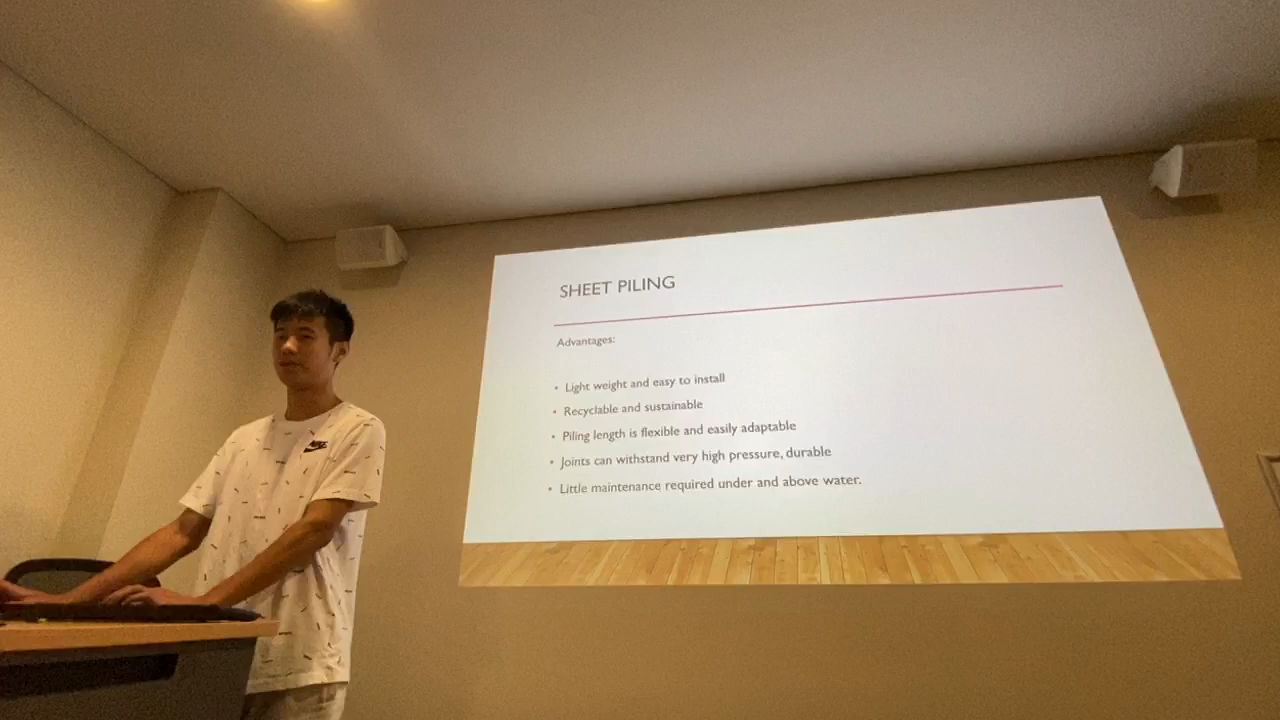 SHEET PILING
Advantages:
• Light weight and easy to install
• Recyclable and sustainable
• Piling length is flexible and easily adaptable
• Joints can withstand very high pressure, durable
• Little maintenance required under and above water.
NIKE